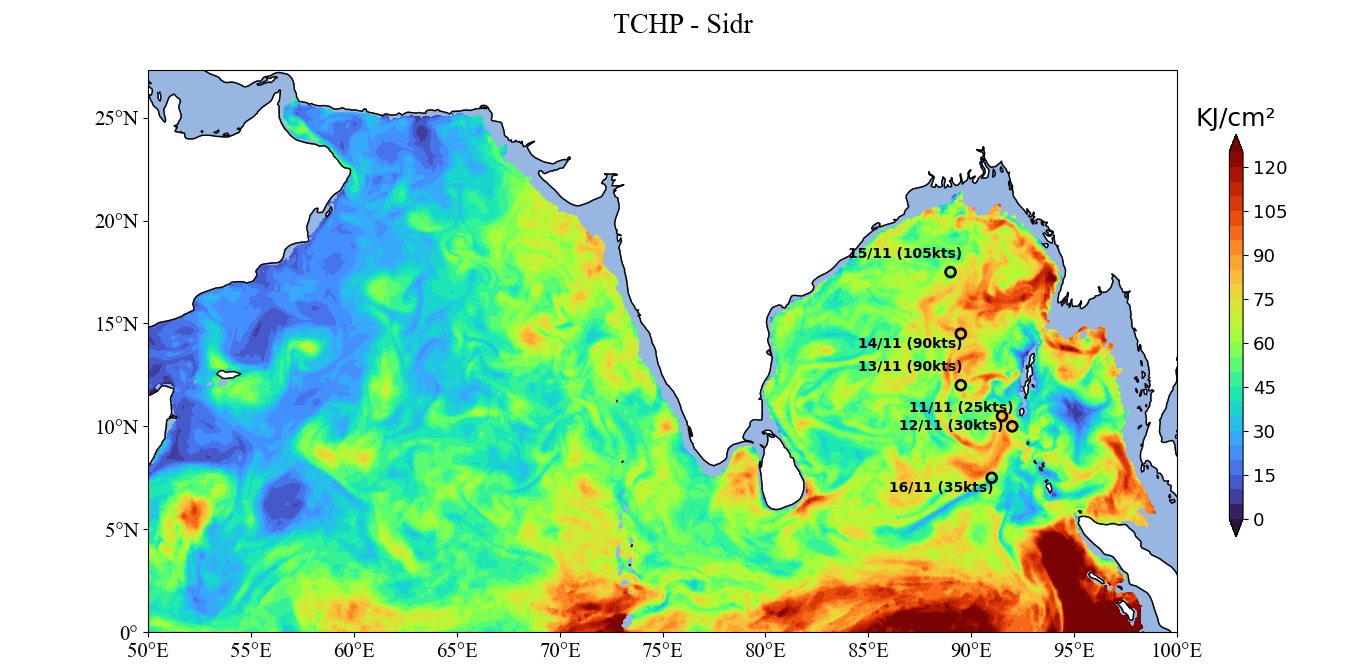 TCHP - Sidr
KJ/cm²
25°N
20°N
15°N
10°N
5°N
0°
15/11 (105kts)
14/11 (90kts)
13/11 (90kts)
11/11 (25kts)
12/11 (30kts)
16/11 (35kts)
120
105
90
75
60
45
30
15
0
50°E 55°E 60°E 65°E 70°E 75°E 80°E 85°E 90°E 95°E 100°E